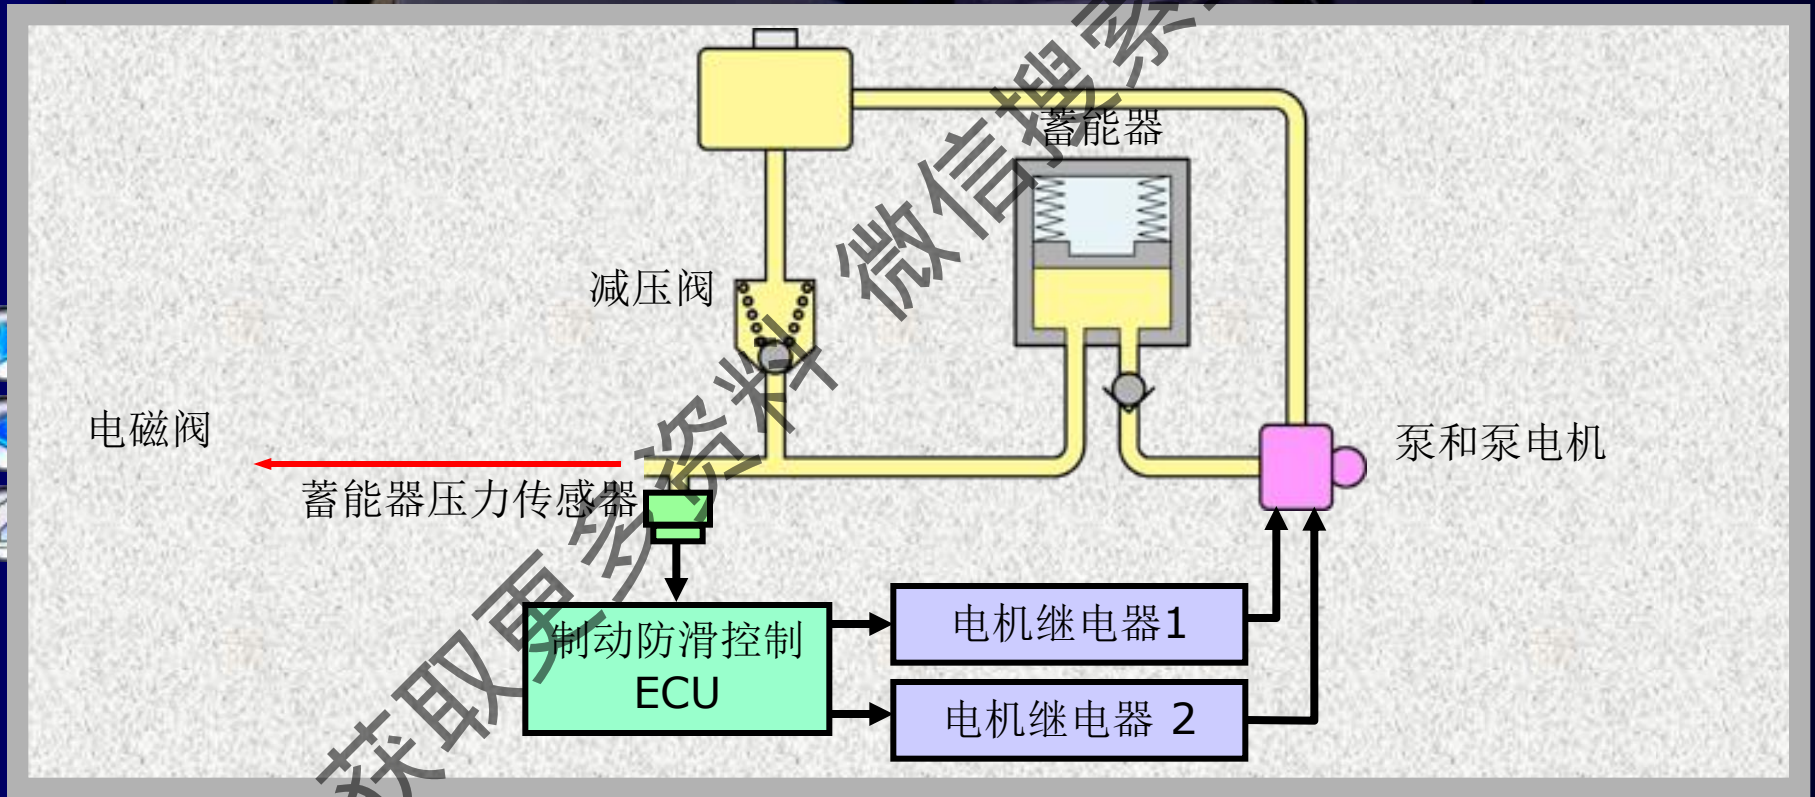 蓄能器
减压阀
电磁阀
泵和泵电机
蓄能器压力传感器
制动防滑控制
ECU
电机继电器1
电机继电器 2
获取更多资料 微信搜索